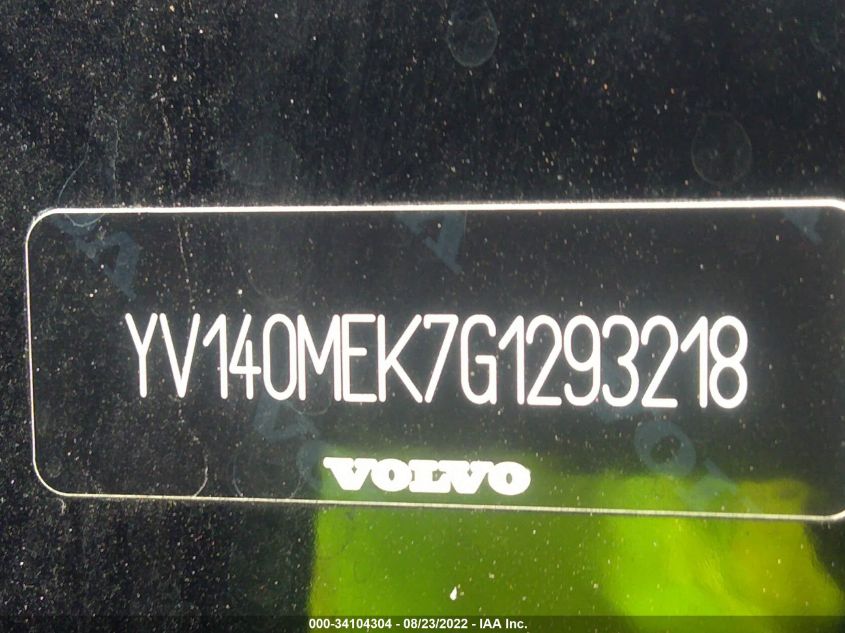 YV140MEK7G1293218
VOLVO
000-34104304 - 08/23/2022 - IAA Inc.